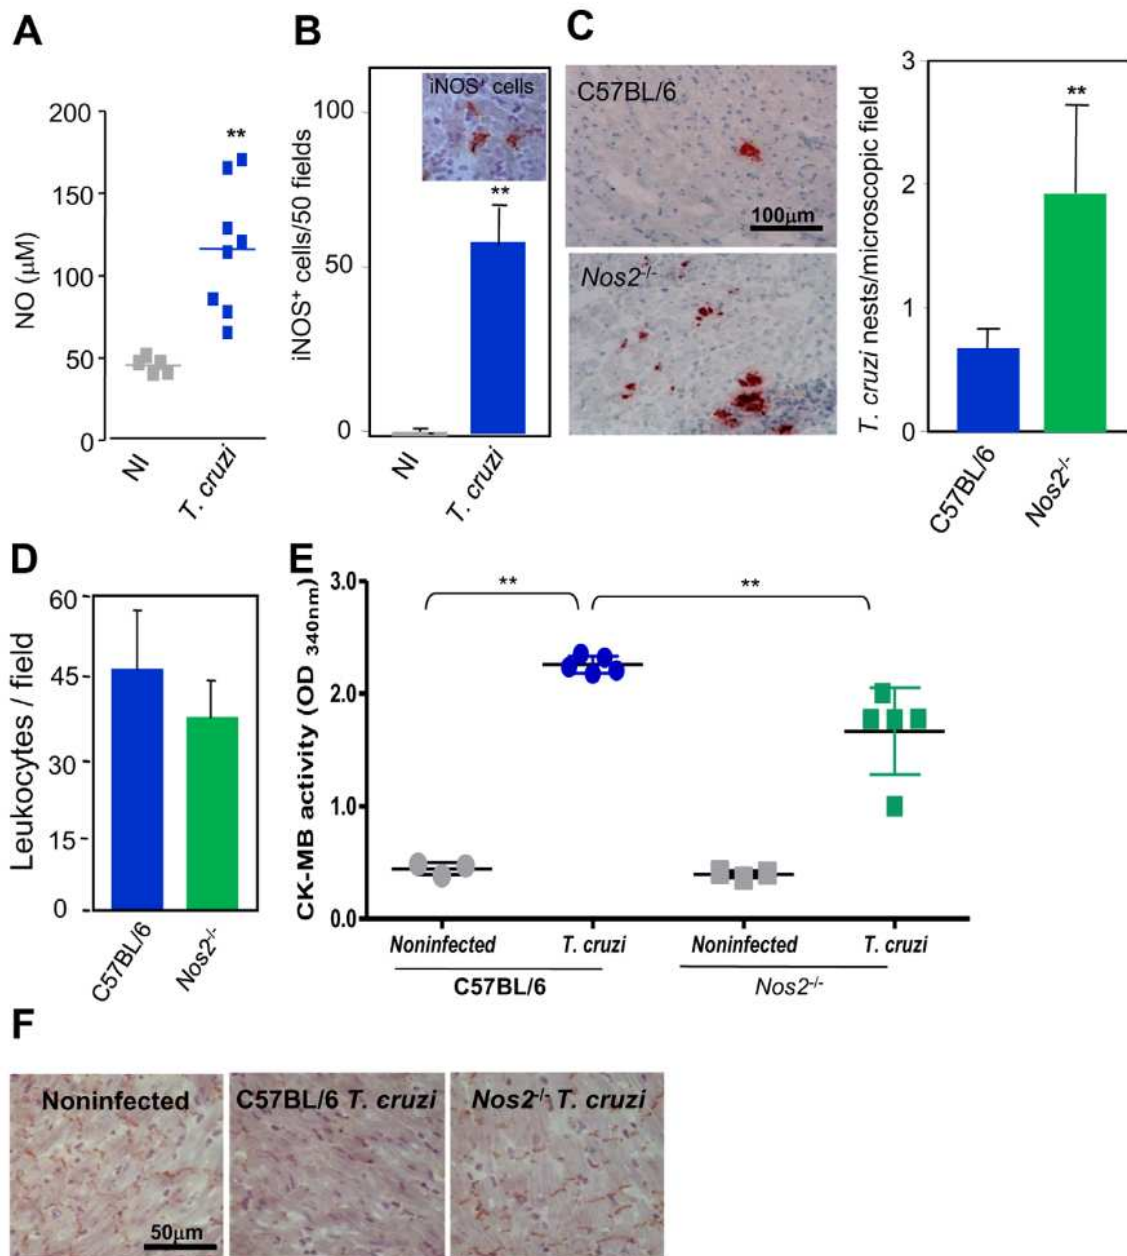 A
NO (µM)
200
150
100
50
0
**
NI
T. cruzi
B
iNOS⁺ cells/50 fields
100
50
0
iNOS⁺ cells
**
NI
T. cruzi
C
C57BL/6
100µm
Nos2⁻/⁻
T. cruzi nests/microscopic field
3
2
1
0
**
C57BL/6
Nos2⁻/⁻
D
Leukocytes / field
60
45
30
15
0
C57BL/6
Nos2⁻/⁻
E
CK-MB activity (OD 340nm)
3.0
2.0
1.0
0.0
**
**
Noninfected
T. cruzi
Noninfected
T. cruzi
C57BL/6
Nos2⁻/⁻
F
Noninfected
50µm
C57BL/6 T. cruzi
Nos2⁻/⁻ T. cruzi